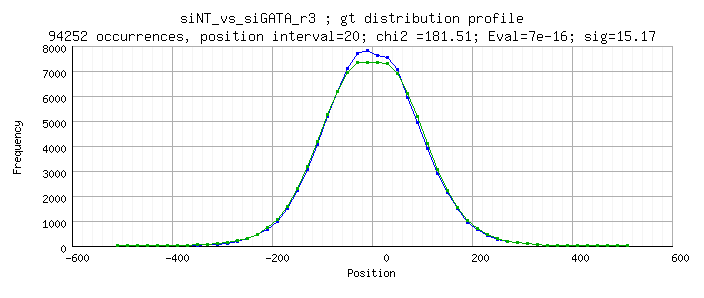 siNT_vs_siGATA_r3 ; gt distribution profile
94252 occurrences, position interval=20; chi2 =181.51; Eval=7e-16; sig=15.17
8000
7000
6000
5000
4000
3000
2000
1000
0
Frequency
-600 -400 -200 0 200 400 600
Position